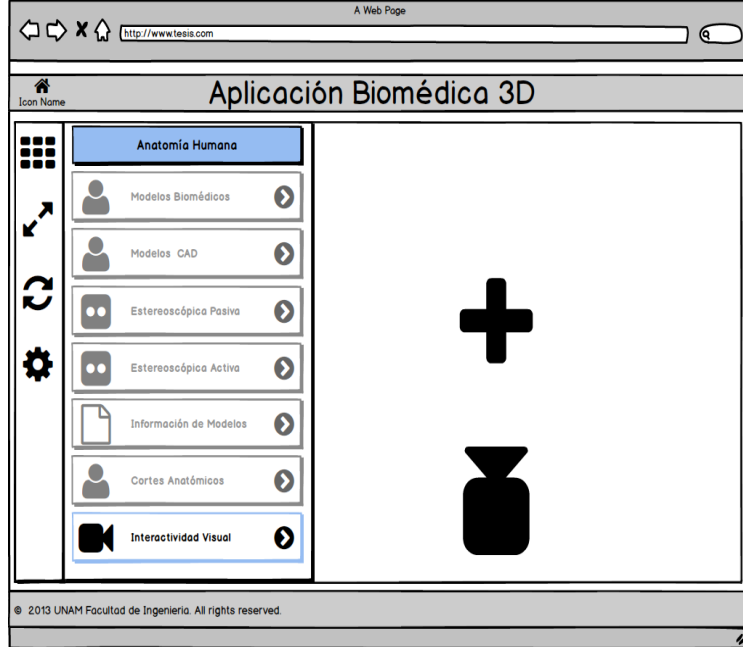 A Web Page
http://www.tesis.com
Icon Name
Aplicación Biomédica 3D
Anatomía Humana
Modelos Biomédicos
Modelos CAD
Estereoscópica Pasiva
Estereoscópica Activa
Información de Modelos
Cortes Anatómicos
Interactividad Visual
© 2013 UNAM Facultad de Ingenieria. All rights reserved.